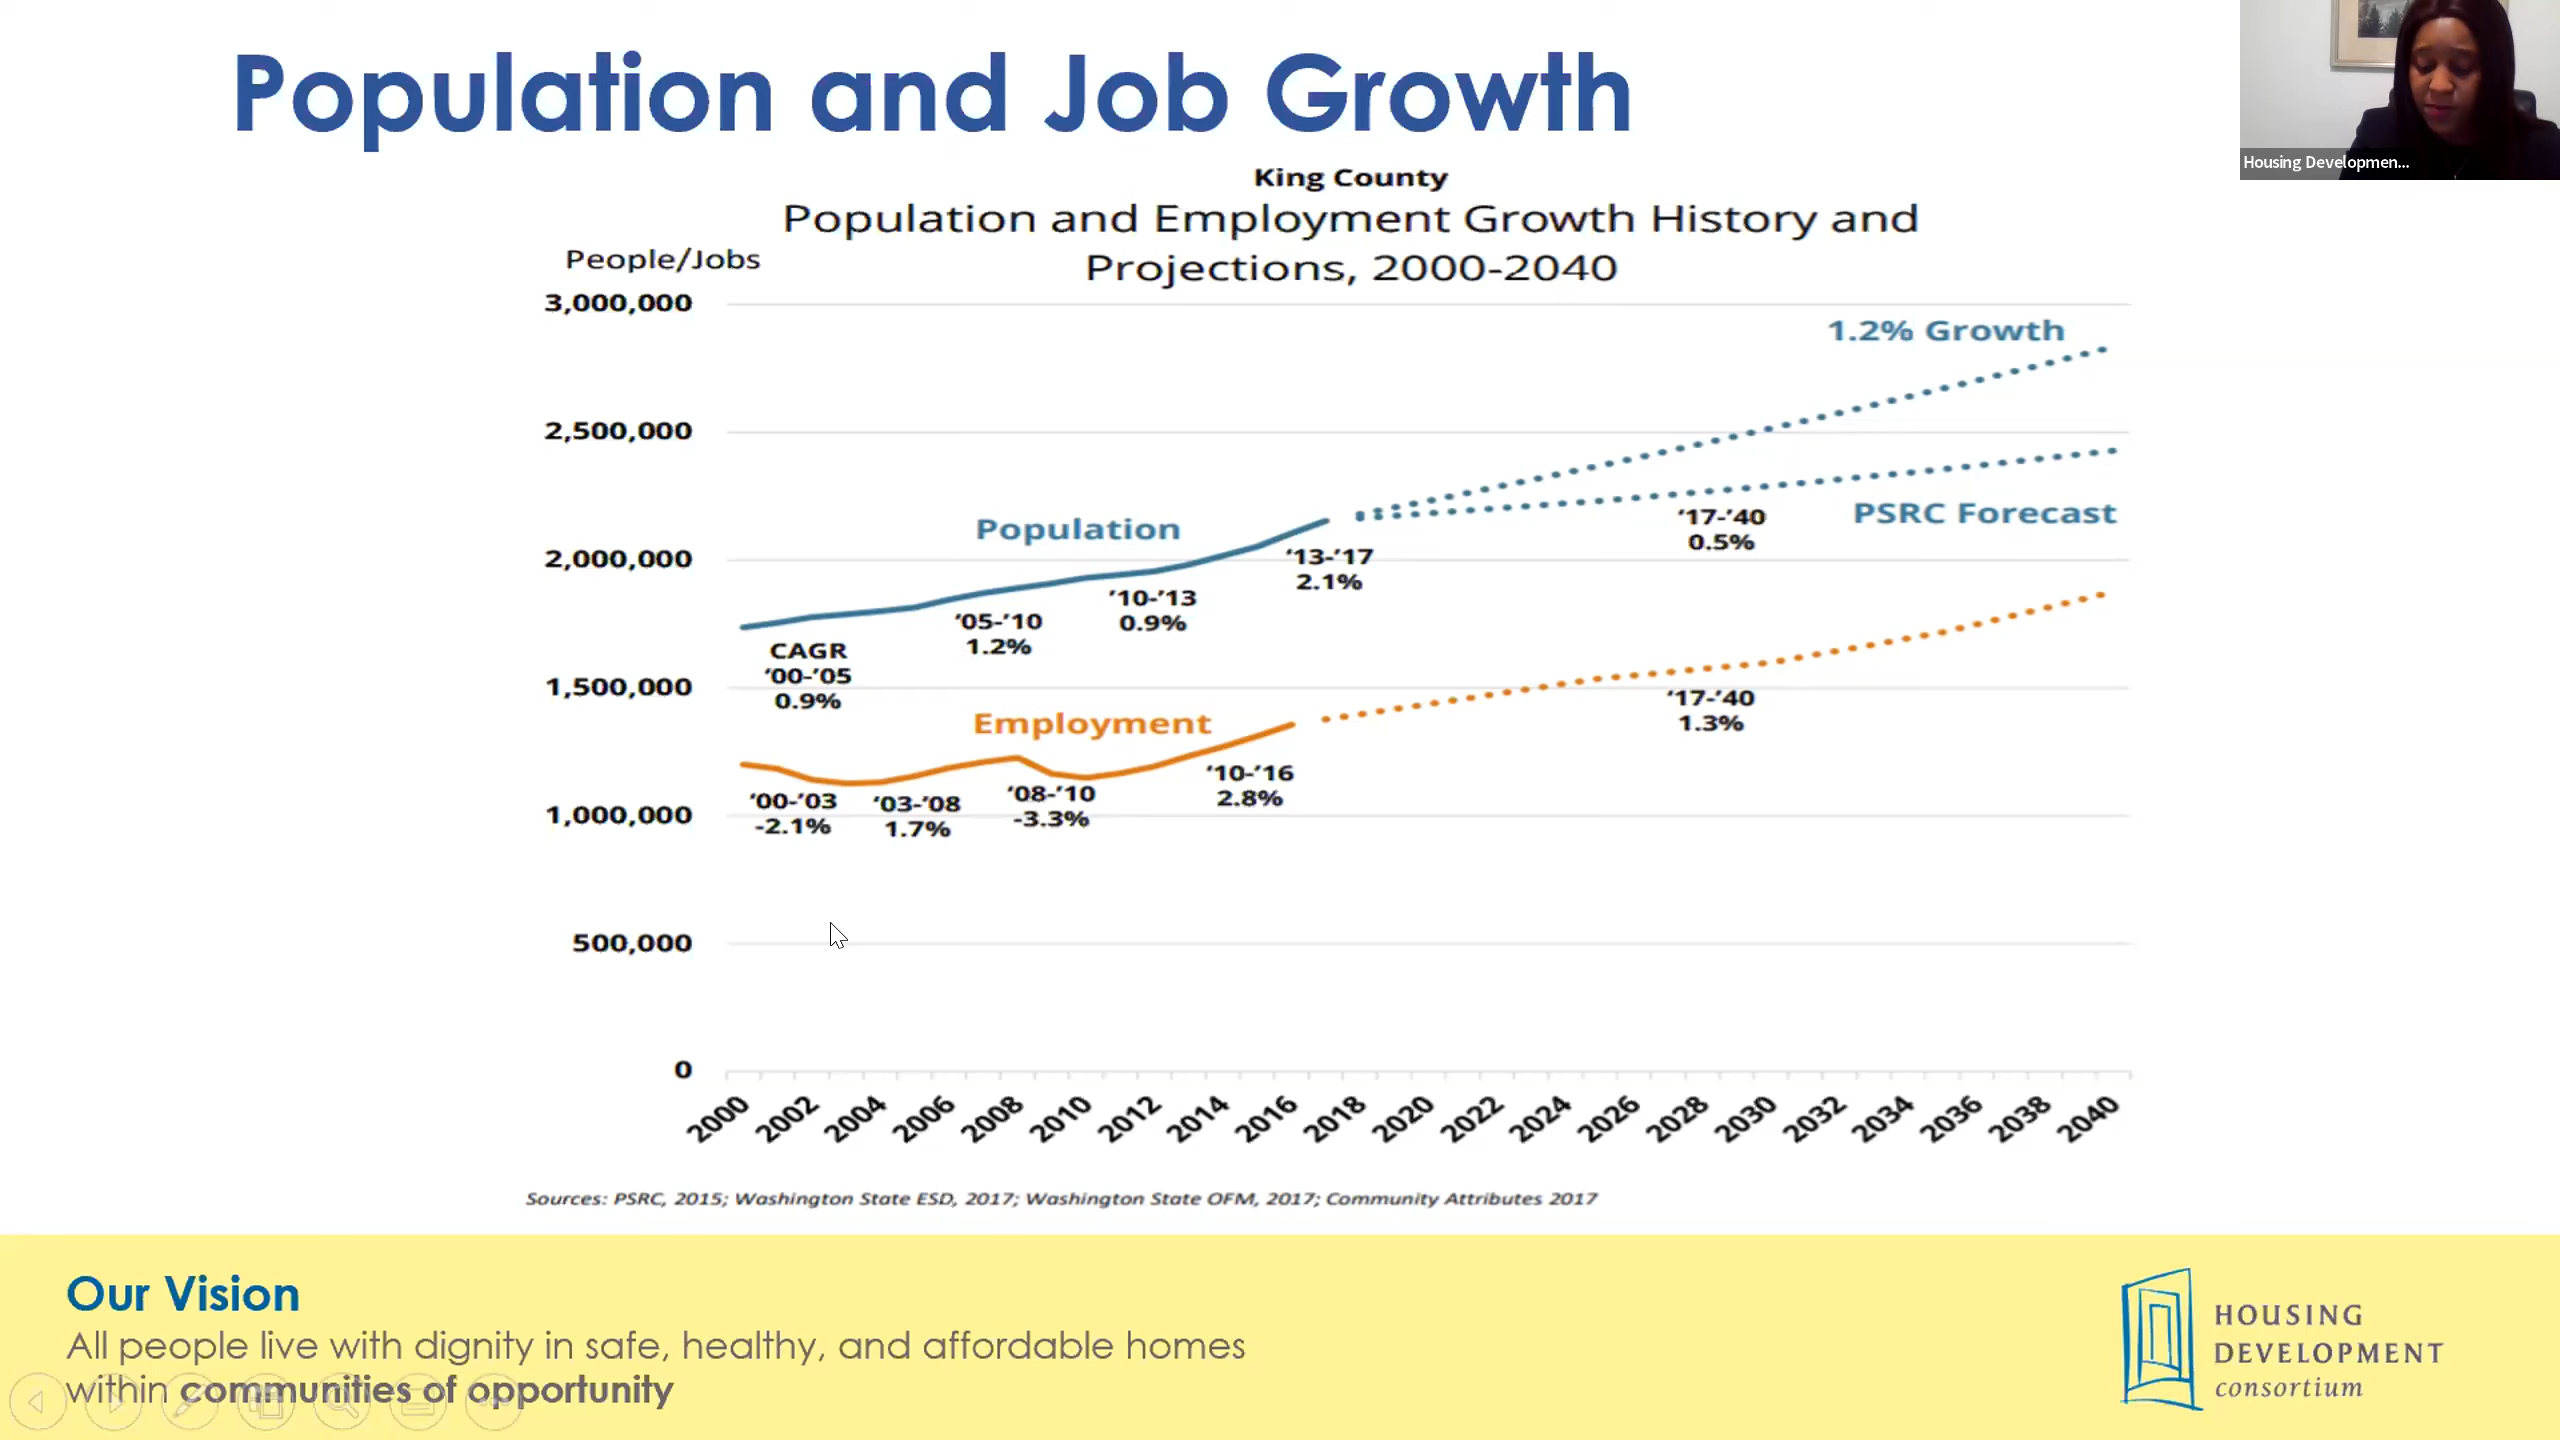 Population and Job Growth
Housing Developmen...
King County
Population and Employment Growth History and
Projections, 2000-2040
People/Jobs
3,000,000
2,500,000
2,000,000
1,500,000
1,000,000
500,000
0
1.2% Growth
PSRC Forecast
‘17-’40
0.5%
Population
‘13-’17
2.1%
’10-’13
0.9%
‘05-’10
1.2%
CAGR
‘00-’05
0.9%
Employment
‘17-’40
1.3%
‘10-’16
2.8%
‘08-’10
-3.3%
‘03-’08
1.7%
‘00-’03
-2.1%
2000 2002 2004 2006 2008 2010 2012 2014 2016 2018 2020 2022 2024 2026 2028 2030 2032 2034 2036 2038 2040
Sources: PSRC, 2015; Washington State ESD, 2017; Washington State OFM, 2017; Community Attributes 2017
Our Vision
All people live with dignity in safe, healthy, and affordable homes
within communities of opportunity
HOUSING
DEVELOPMENT
consortium